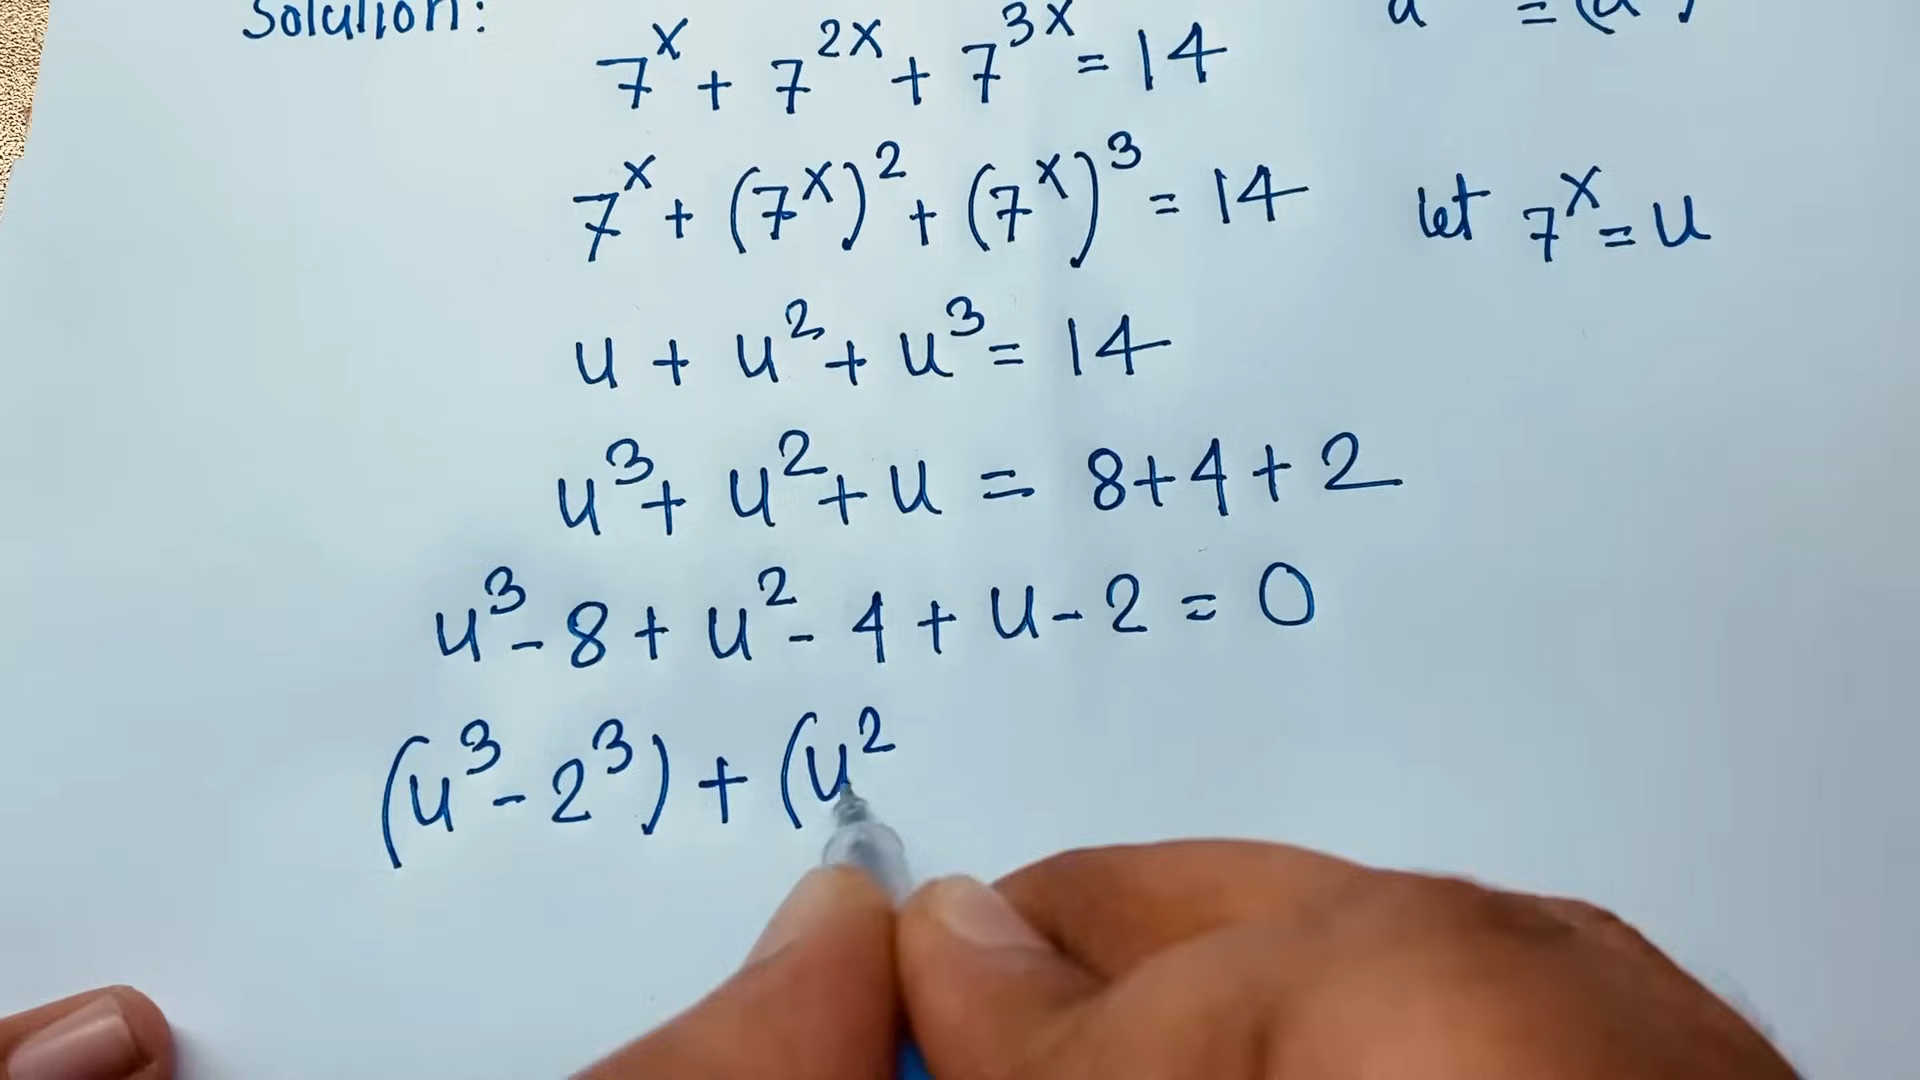 Solution:
7^x + 7^2x + 7^3x = 14
7^x + (7^x)^2 + (7^x)^3 = 14 let 7^x = u
u + u^2 + u^3 = 14
u^3 + u^2 + u = 8+4+2
u^3 - 8 + u^2 - 4 + u - 2 = 0
(u^3 - 2^3) + (u^2